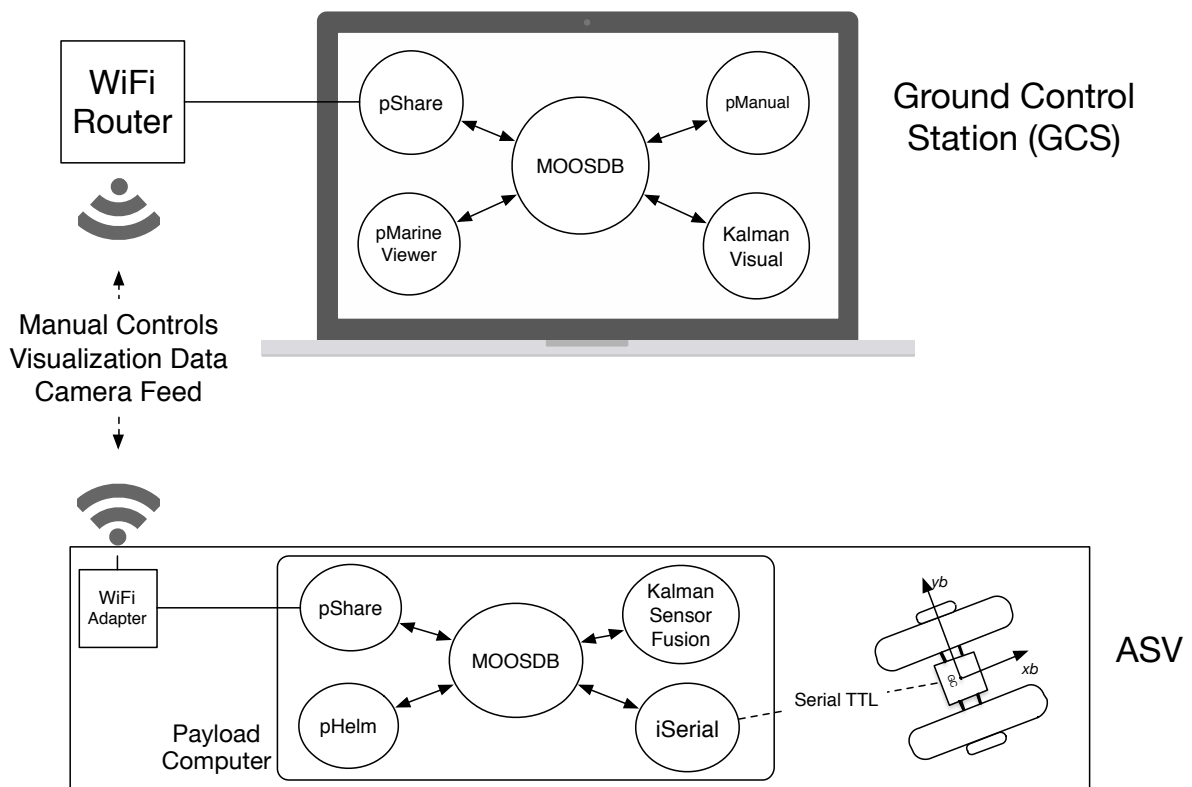 WiFi
Router
pShare
pManual
MOOSDB
pMarine
Viewer
Kalman
Visual
Ground Control
Station (GCS)
Manual Controls
Visualization Data
Camera Feed
WiFi
Adapter
pShare
Kalman
Sensor
Fusion
MOOSDB
pHelm
iSerial
Payload
Computer
Serial TTL
yb
xb
GC
ASV